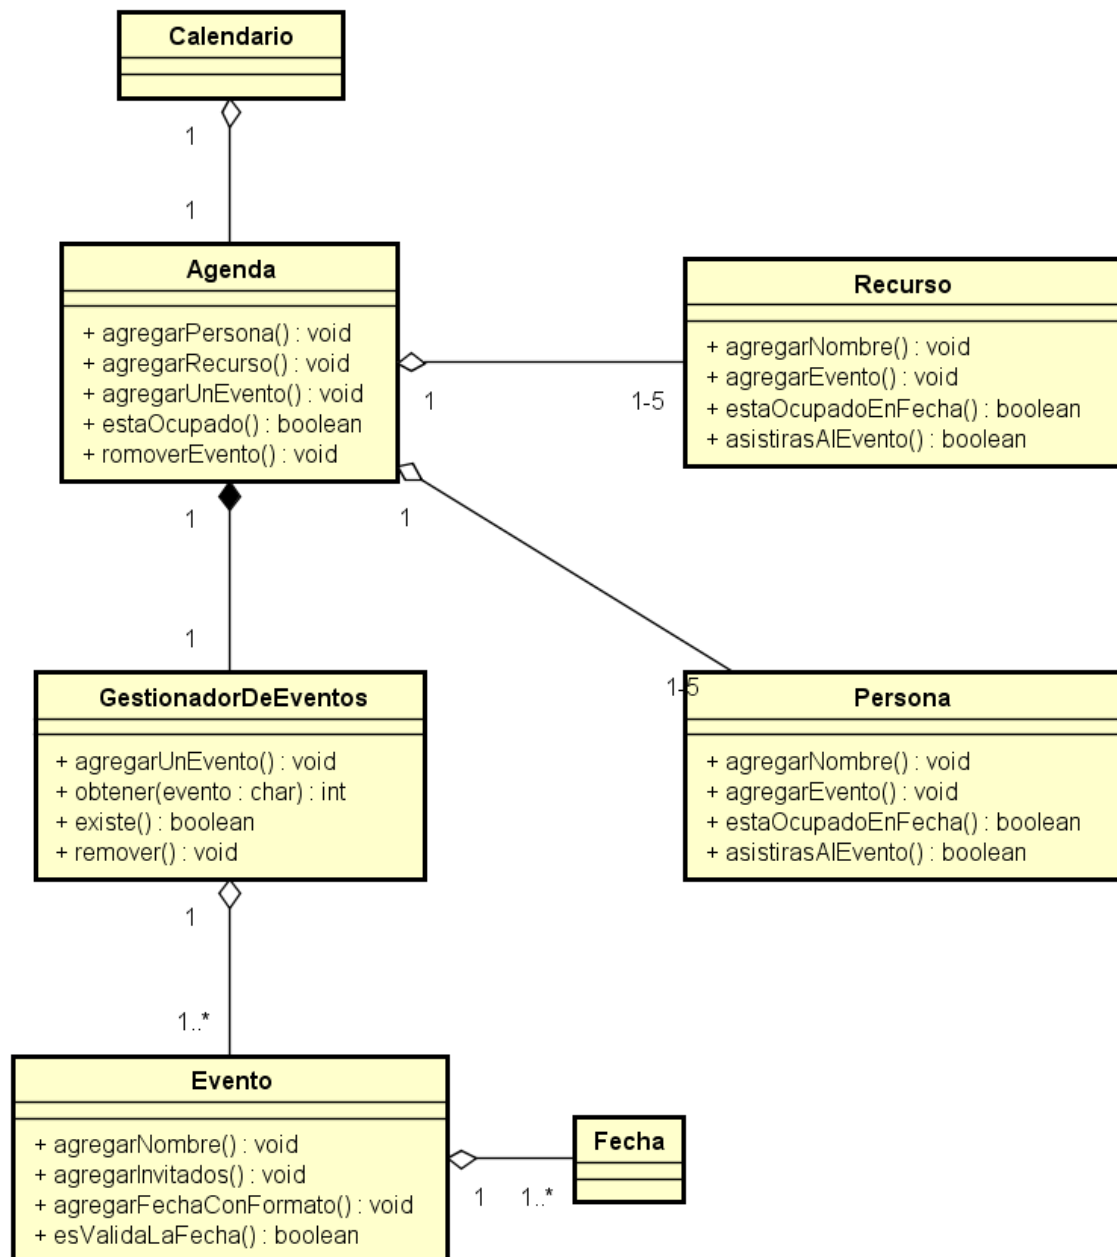 Calendario
1
1
Agenda
+ agregarPersona() : void
+ agregarRecurso() : void
+ agregarUnEvento() : void
+ estaOcupado() : boolean
+ romoverEvento() : void
1
1-5
Recurso
+ agregarNombre() : void
+ agregarEvento() : void
+ estaOcupadoEnFecha() : boolean
+ asistirasAlEvento() : boolean
1
1
1
1-5
GestionadorDeEventos
+ agregarUnEvento() : void
+ obtener(evento : char) : int
+ existe() : boolean
+ remover() : void
Persona
+ agregarNombre() : void
+ agregarEvento() : void
+ estaOcupadoEnFecha() : boolean
+ asistirasAlEvento() : boolean
1
1..*
Evento
+ agregarNombre() : void
+ agregarInvitados() : void
+ agregarFechaConFormato() : void
+ esValidaLaFecha() : boolean
1
1..*
Fecha